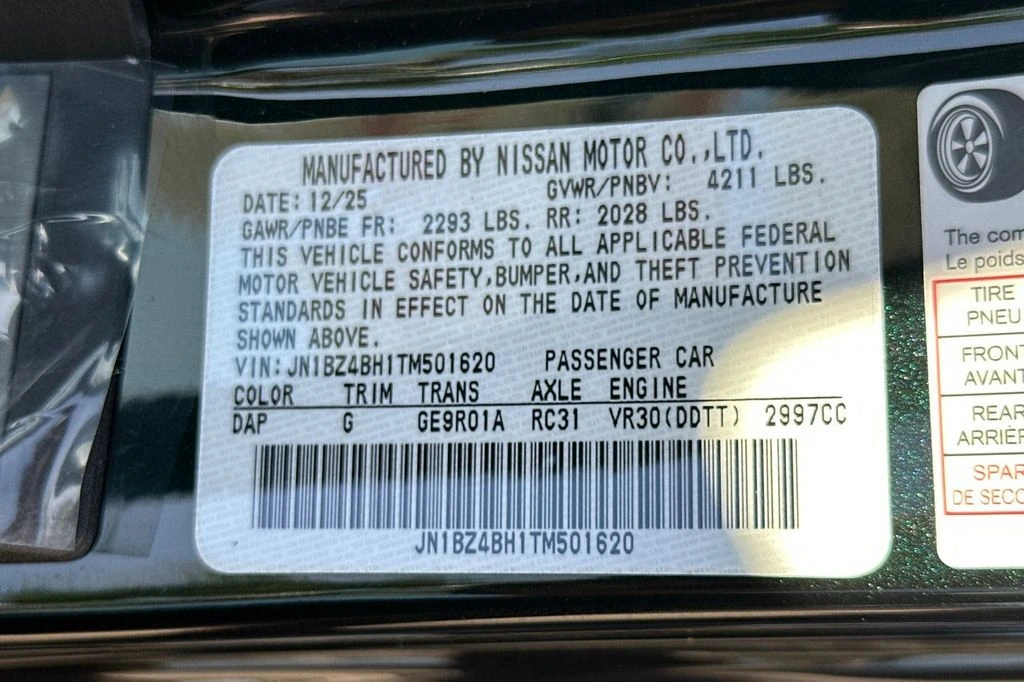 MANUFACTURED BY NISSAN MOTOR CO.,LTD.
DATE: 12/25 GVWR/PNBV: 4211 LBS.
GAWR/PNBE FR: 2293 LBS. RR: 2028 LBS.
THIS VEHICLE CONFORMS TO ALL APPLICABLE FEDERAL
MOTOR VEHICLE SAFETY,BUMPER,AND THEFT PREVENTION
STANDARDS IN EFFECT ON THE DATE OF MANUFACTURE
SHOWN ABOVE.
VIN: JN1BZ4BH1TM501620 PASSENGER CAR
COLOR TRIM TRANS AXLE ENGINE
DAP G GE9R01A RC31 VR30(DDTT) 2997CC
JN1BZ4BH1TM501620
The com
Le poids
TIRE
PNEU
FRONT
AVANT
REAR
ARRIÈR
SPAR
DE SECO